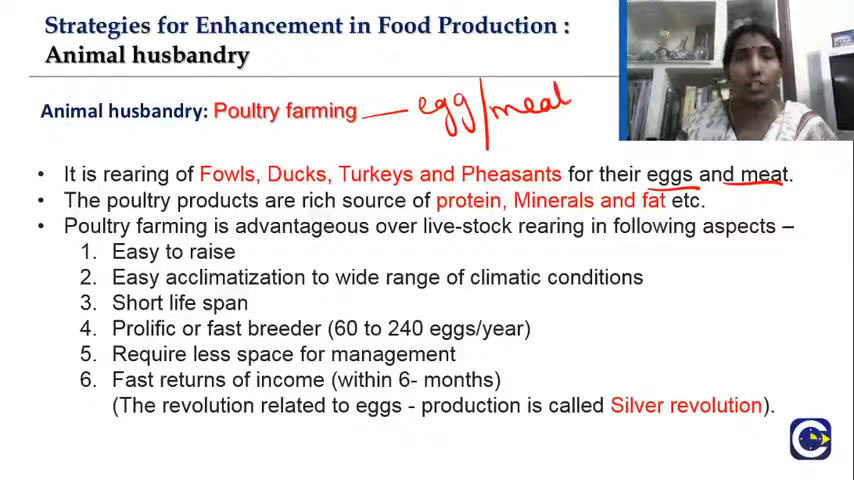 Strategies for Enhancement in Food Production :
Animal husbandry
Animal husbandry: Poultry farming — egg/meat
• It is rearing of Fowls, Ducks, Turkeys and Pheasants for their eggs and meat.
• The poultry products are rich source of protein, Minerals and fat etc.
• Poultry farming is advantageous over live-stock rearing in following aspects –
1. Easy to raise
2. Easy acclimatization to wide range of climatic conditions
3. Short life span
4. Prolific or fast breeder (60 to 240 eggs/year)
5. Require less space for management
6. Fast returns of income (within 6- months)
(The revolution related to eggs - production is called Silver revolution).